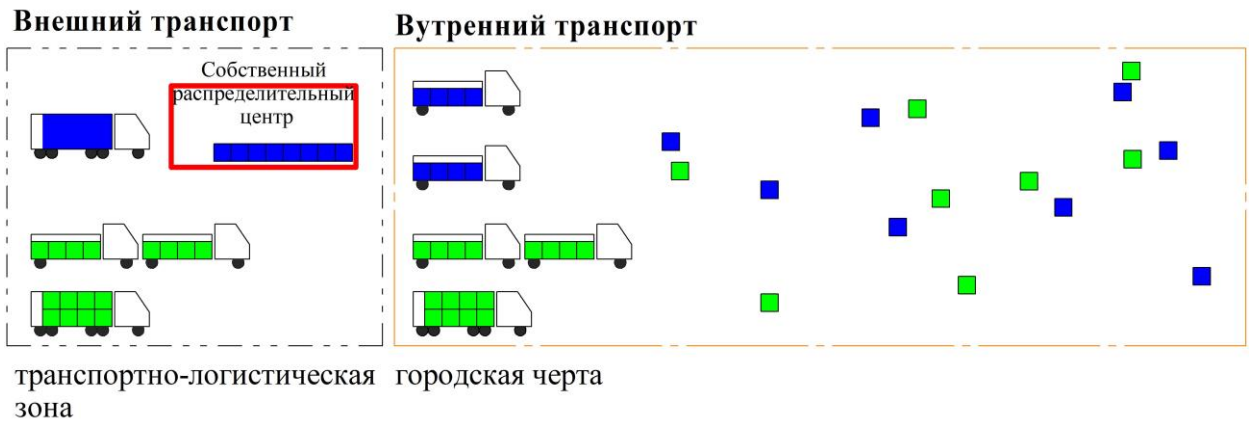 Внешний транспорт
Вутренний транспорт
Собственный
распределительный
центр
транспортно-логистическая
зона
городская черта